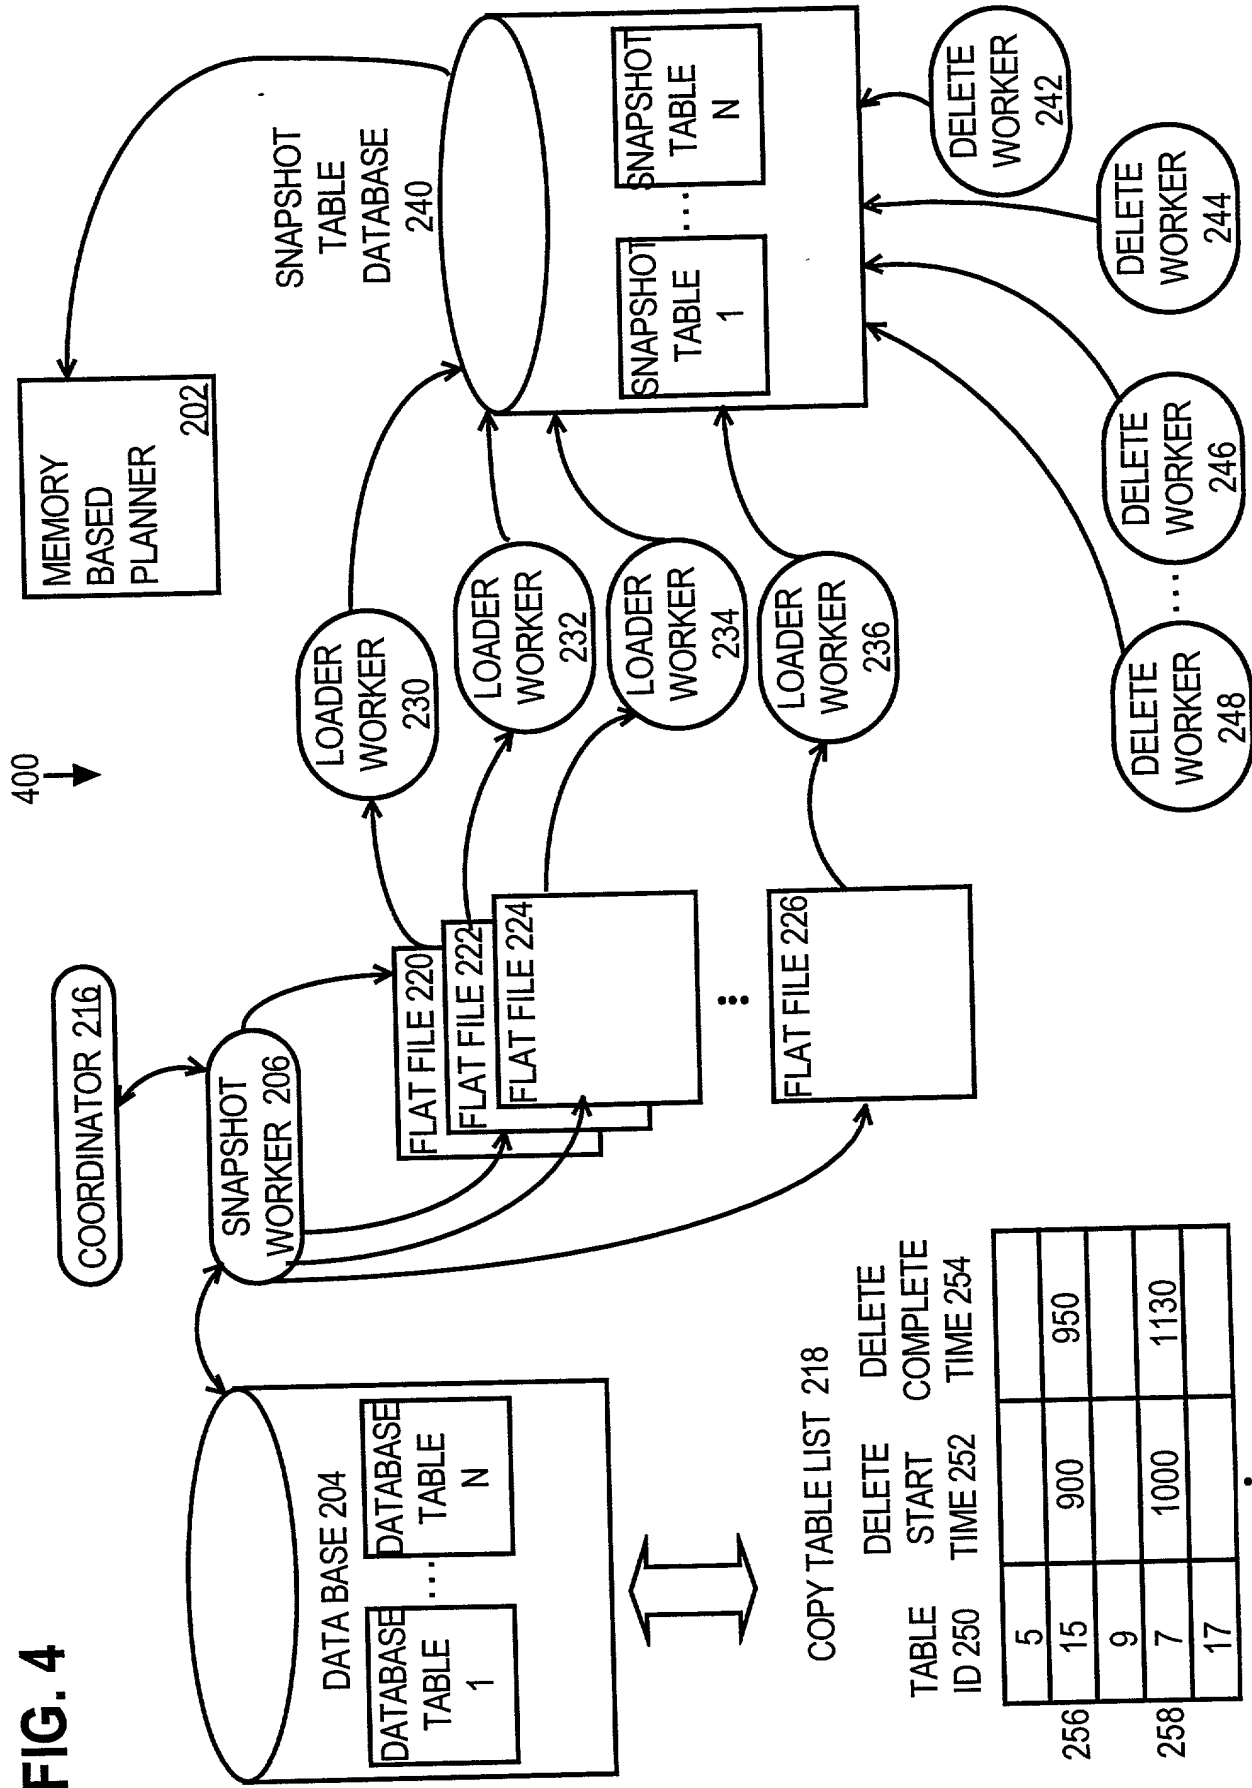 FIG. 4
400
COORDINATOR 216
MEMORY
BASED
PLANNER
202
SNAPSHOT
WORKER 206
DATA BASE 204
DATABASE
TABLE
1
....
DATABASE
TABLE
N
FLAT FILE 220
FLAT FILE 222
FLAT FILE 224
...
FLAT FILE 226
LOADER
WORKER
230
LOADER
WORKER
232
LOADER
WORKER
234
LOADER
WORKER
236
SNAPSHOT
TABLE
DATABASE
240
SNAPSHOT
TABLE
1
....
SNAPSHOT
TABLE
N
COPY TABLE LIST 218
TABLE
ID 250
DELETE
START
TIME 252
DELETE
COMPLETE
TIME 254
5
256 15 900 950
9
258 7 1000 1130
17
.
DELETE
WORKER
248
....
DELETE
WORKER
246
DELETE
WORKER
244
DELETE
WORKER
242